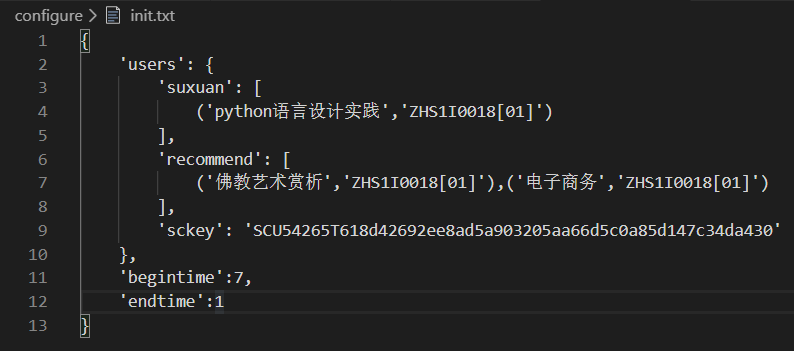 configure > init.txt
1 {
2 'users': {
3 'suxuan': [
4 ('python语言设计实践','ZHS1I0018[01]')
5 ],
6 'recommend': [
7 ('佛教艺术赏析','ZHS1I0018[01]'),('电子商务','ZHS1I0018[01]')
8 ],
9 'sckey': 'SCU54265T618d42692ee8ad5a903205aa66d5c0a85d147c34da430'
10 },
11 'begintime':7,
12 'endtime':1
13 }